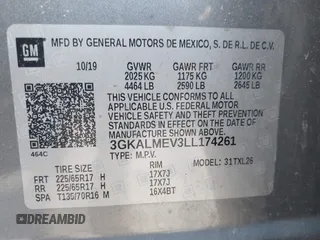 GM
MFD BY GENERAL MOTORS DE MEXICO, S. DE R.L. DE C.V.
10/19 GVWR GAWR FRT GAWR RR
2025 KG 1175 KG 1200 KG
4464 LB 2590 LB 2645 LB
THIS VEHICLE CONFORMS TO ALL
APPLICABLE U.S. FEDERAL MOTOR
VEHICLE SAFETY, BUMPER, AND THEFT
PREVENTION STANDARDS IN EFFECT ON
THE DATE OF MANUFACTURE SHOWN ABOVE.
3GKALMEV3LL174261
464C TYPE: M.P.V. MODEL: 31TXL26
FRT 225/65R17 H 17X7J
RR 225/65R17 H 17X7J
SPA T135/70R16 M 16X4BT
DREAMBID